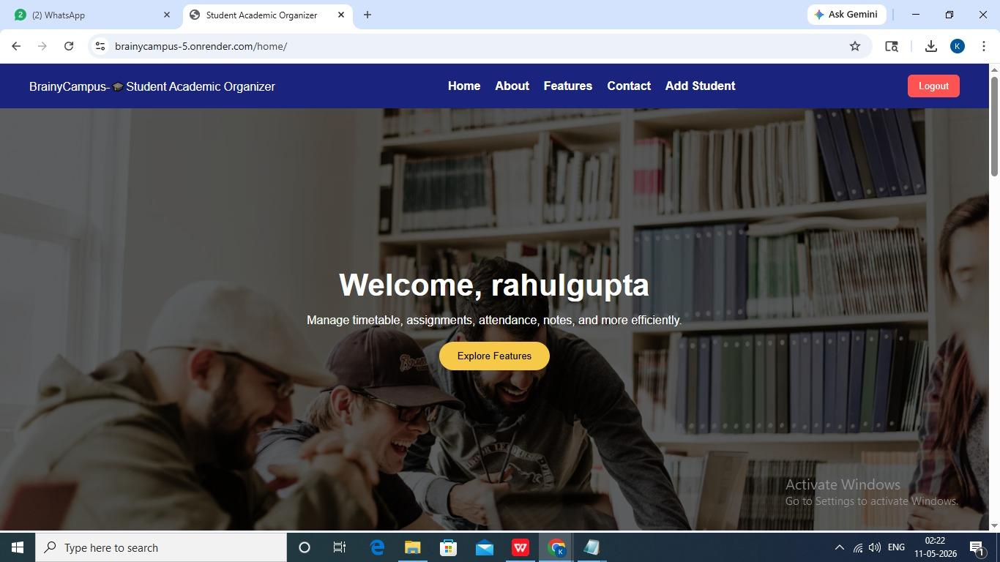 2
(2) WhatsApp
Student Academic Organizer
Ask Gemini
brainycampus-5.onrender.com/home/
K
BrainyCampus-🎓Student Academic Organizer
Home
About
Features
Contact
Add Student
Logout
Welcome, rahulgupta
Manage timetable, assignments, attendance, notes, and more efficiently.
Explore Features
Activate Windows
Go to Settings to activate Windows.
Type here to search
W
K
ENG
02:22
11-05-2026
1